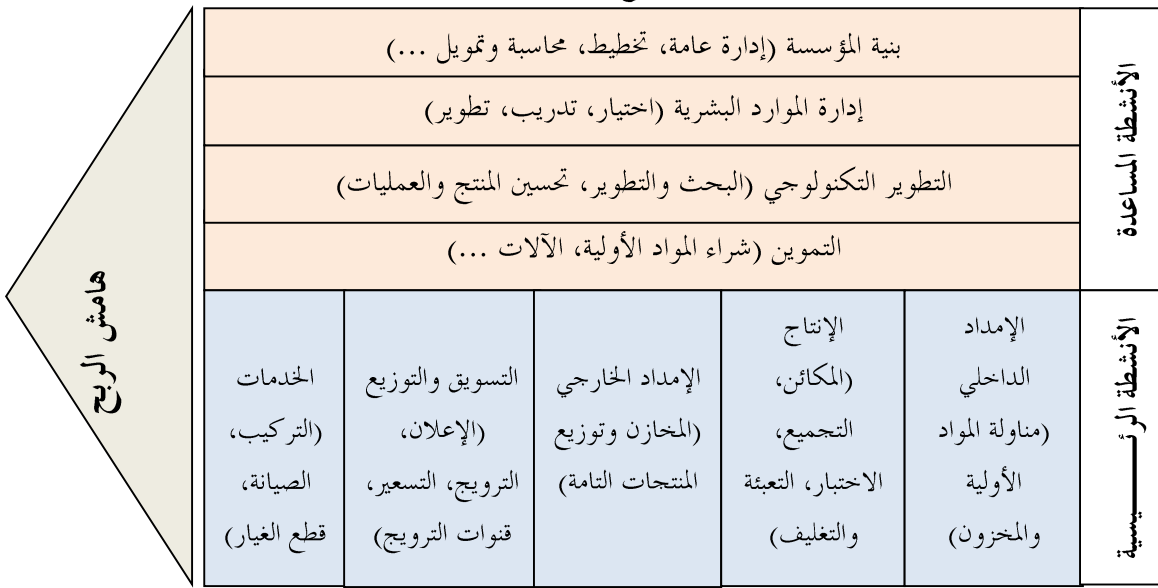 الأنشطة المساعدة
بنية المؤسسة (إدارة عامة، تخطيط، محاسبة وتمويل ...)
إدارة الموارد البشرية (اختيار، تدريب، تطوير)
التطوير التكنولوجي (البحث والتطوير، تحسين المنتج والعمليات)
التموين (شراء المواد الأولية، الآلات ...)
الأنشطة الرئـــــــيسية
الإمداد
الداخلي
(مناولة المواد
الأولية
والمخزون)
الإنتاج
(المكائن،
التجميع،
الاختبار، التعبئة
والتغليف)
الإمداد الخارجي
(المخازن وتوزيع
المنتجات التامة)
التسويق والتوزيع
(الإعلان،
الترويج، التسعير،
قنوات الترويج)
الخدمات
(التركيب،
الصيانة،
قطع الغيار)
هامش الربح